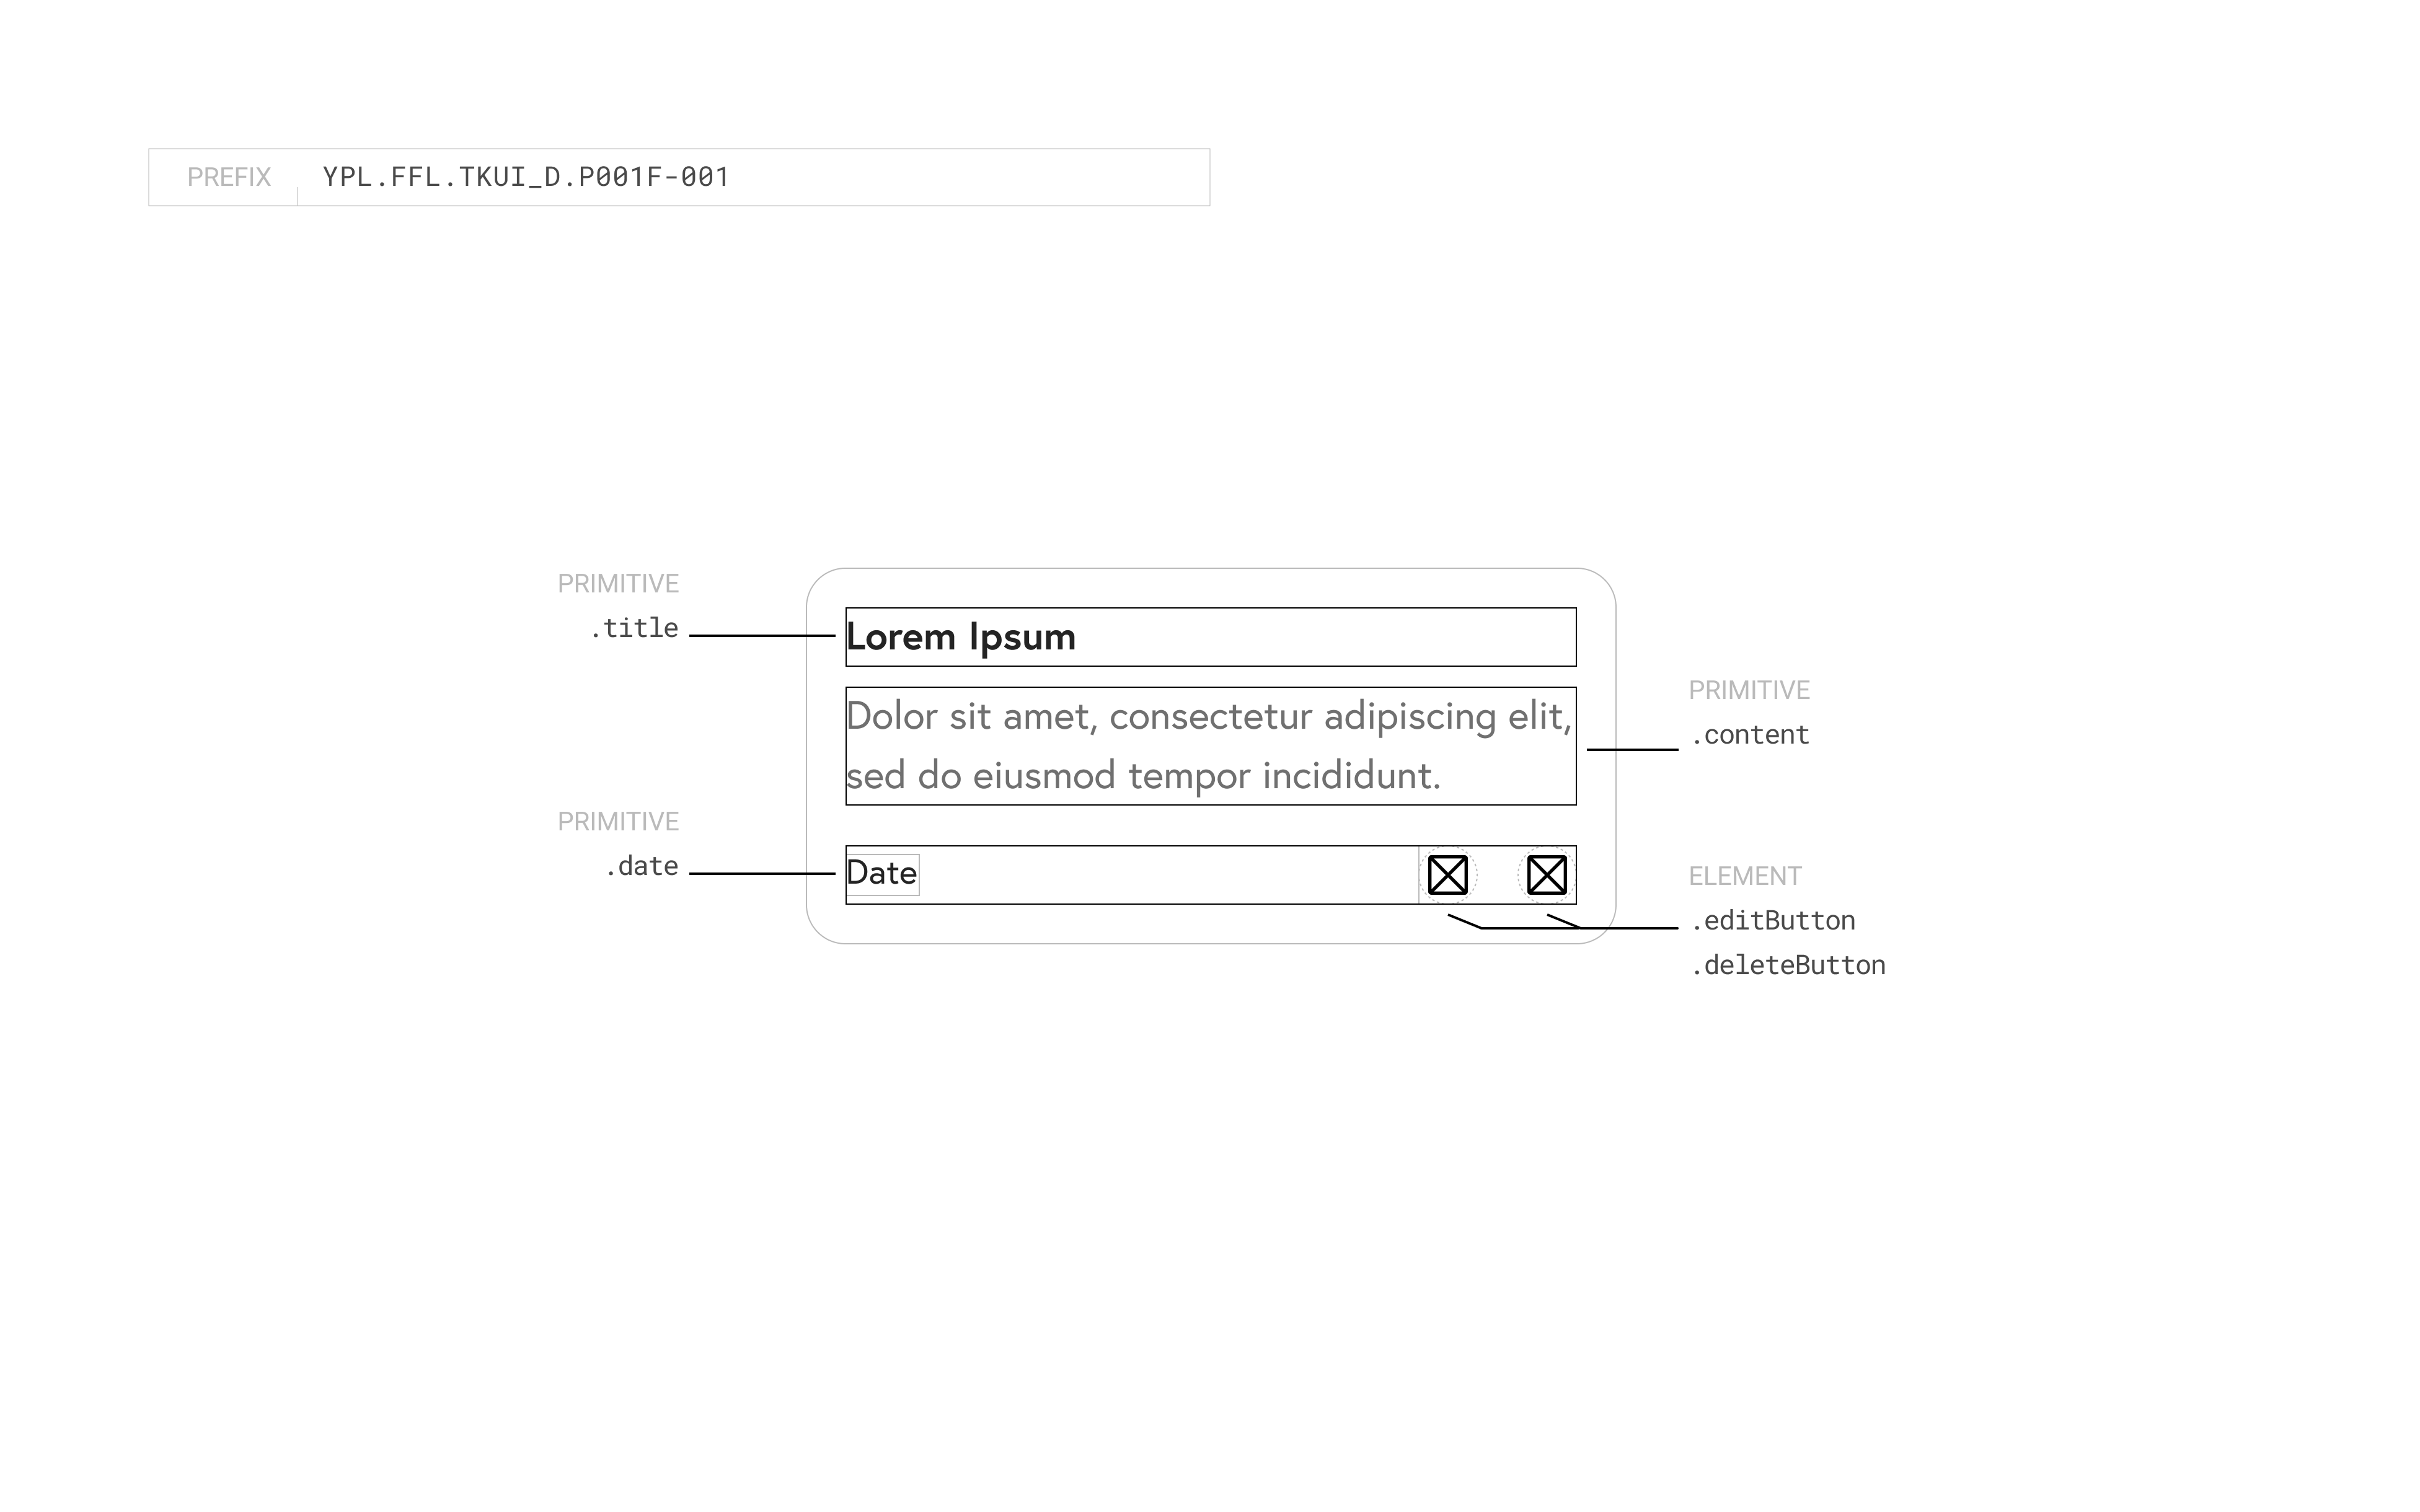 PREFIX YPL.FFL.TKUI_D.P001F-001
PRIMITIVE
.title
Lorem Ipsum
PRIMITIVE
.content
Dolor sit amet, consectetur adipiscing elit,
sed do eiusmod tempor incididunt.
PRIMITIVE
.date
Date
ELEMENT
.editButton
.deleteButton